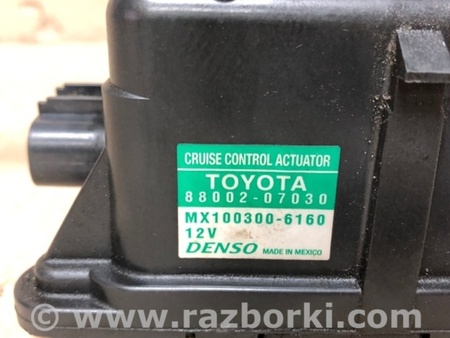 CRUISE CONTROL ACTUATOR
TOYOTA
88002-07030
MX100300-6160
12V
DENSO MADE IN MEXICO
© www.razborki.com